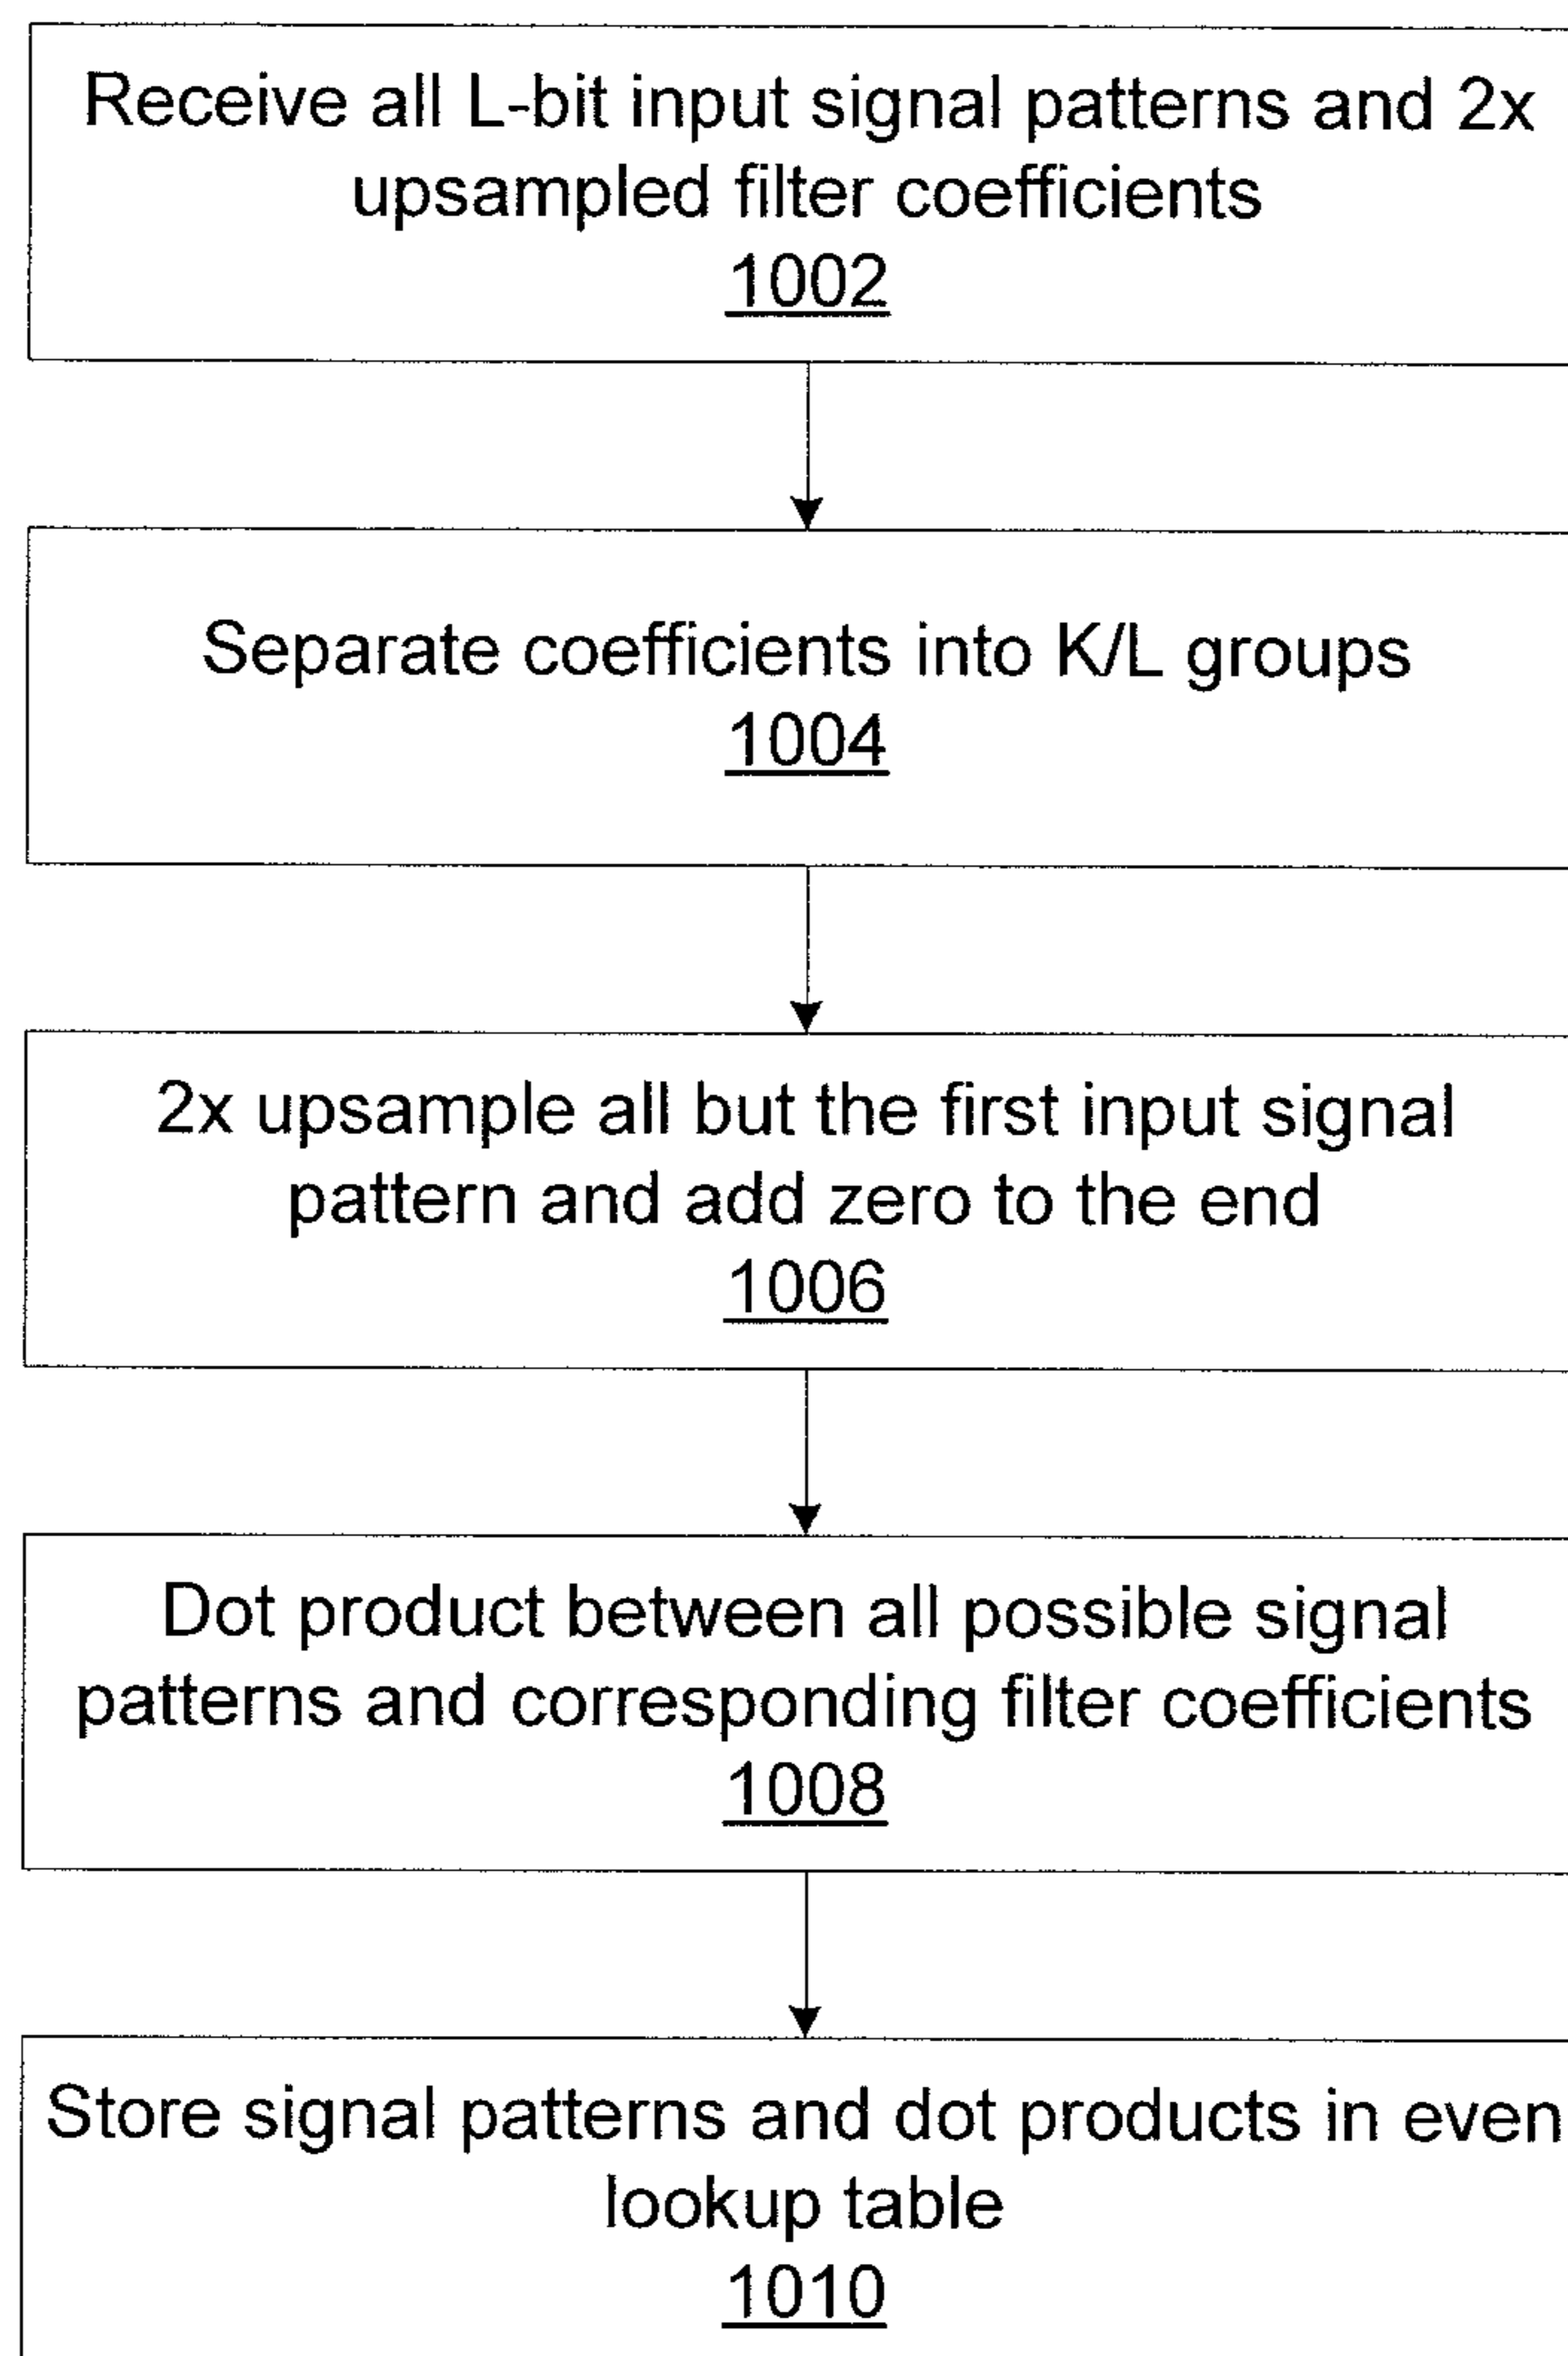 Receive all L-bit input signal patterns and 2x
upsampled filter coefficients
1002
Separate coefficients into K/L groups
1004
2x upsample all but the first input signal
pattern and add zero to the end
1006
Dot product between all possible signal
patterns and corresponding filter coefficients
1008
Store signal patterns and dot products in even
lookup table
1010